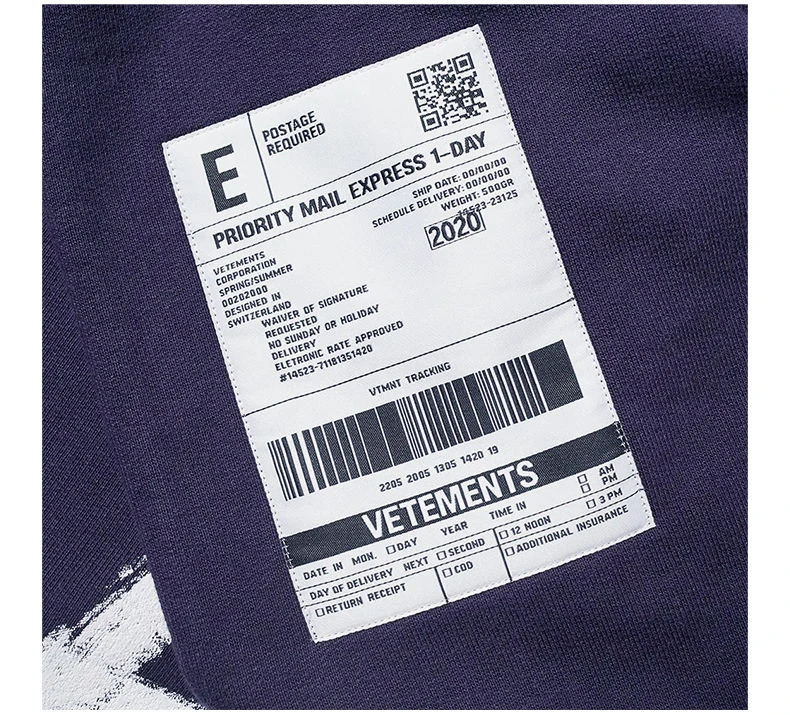 E
POSTAGE
REQUIRED
PRIORITY MAIL EXPRESS 1-DAY
SHIP DATE: 00/00/00
SCHEDULE DELIVERY: 00/00/00
WEIGHT: 500GR
14523-23125
2020
VETEMENTS
CORPORATION
SPRING/SUMMER
00202000
DESIGNED IN
SWITZERLAND
WAIVER OF SIGNATURE
REQUESTED
NO SUNDAY OR HOLIDAY
DELIVERY
ELETRONIC RATE APPROVED
#14523-71181351420
VTMNT TRACKING
2205 2005 1305 1420 19
VETEMENTS
DATE IN MON. DAY YEAR TIME IN AM
PM
DAY OF DELIVERY NEXT SECOND 12 NOON 3 PM
RETURN RECEIPT COD ADDITIONAL INSURANCE